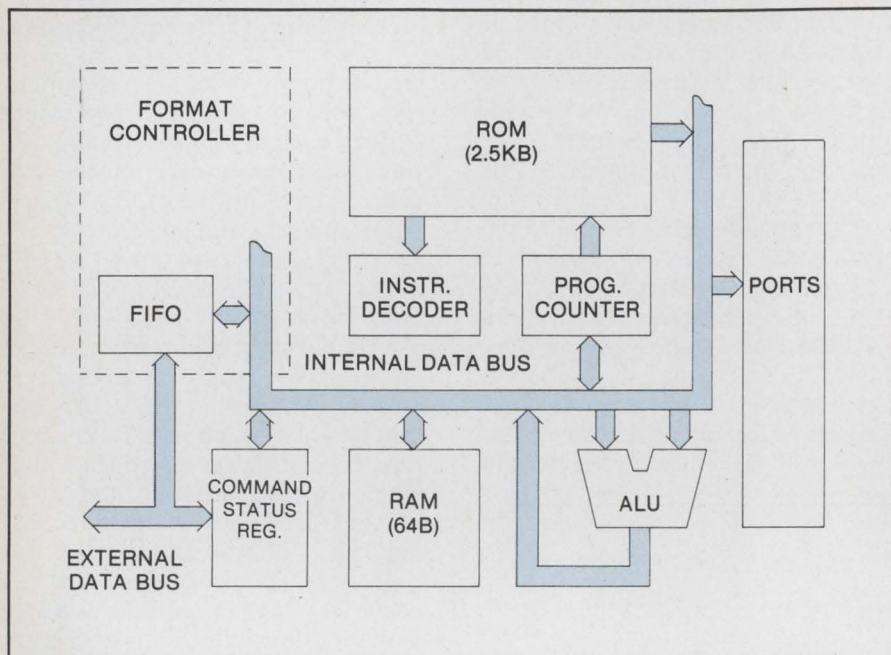 FORMAT
CONTROLLER
ROM
(2.5KB)
INSTR.
DECODER
PROG.
COUNTER
PORTS
FIFO
INTERNAL DATA BUS
COMMAND
STATUS
REG.
RAM
(64B)
ALU
EXTERNAL
DATA BUS